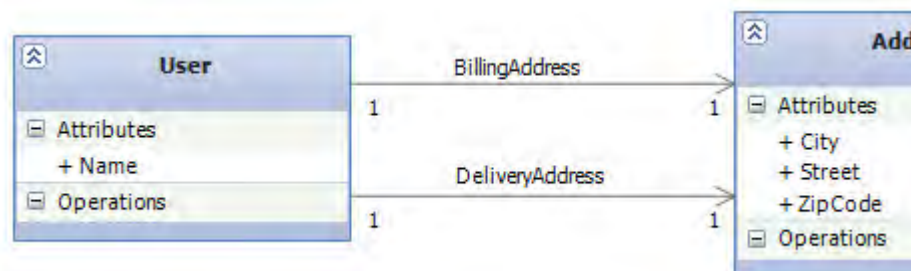 User
Attributes
+ Name
Operations
BillingAddress
1
1
DeliveryAddress
1
1
Attributes
+ City
+ Street
+ ZipCode
Operations